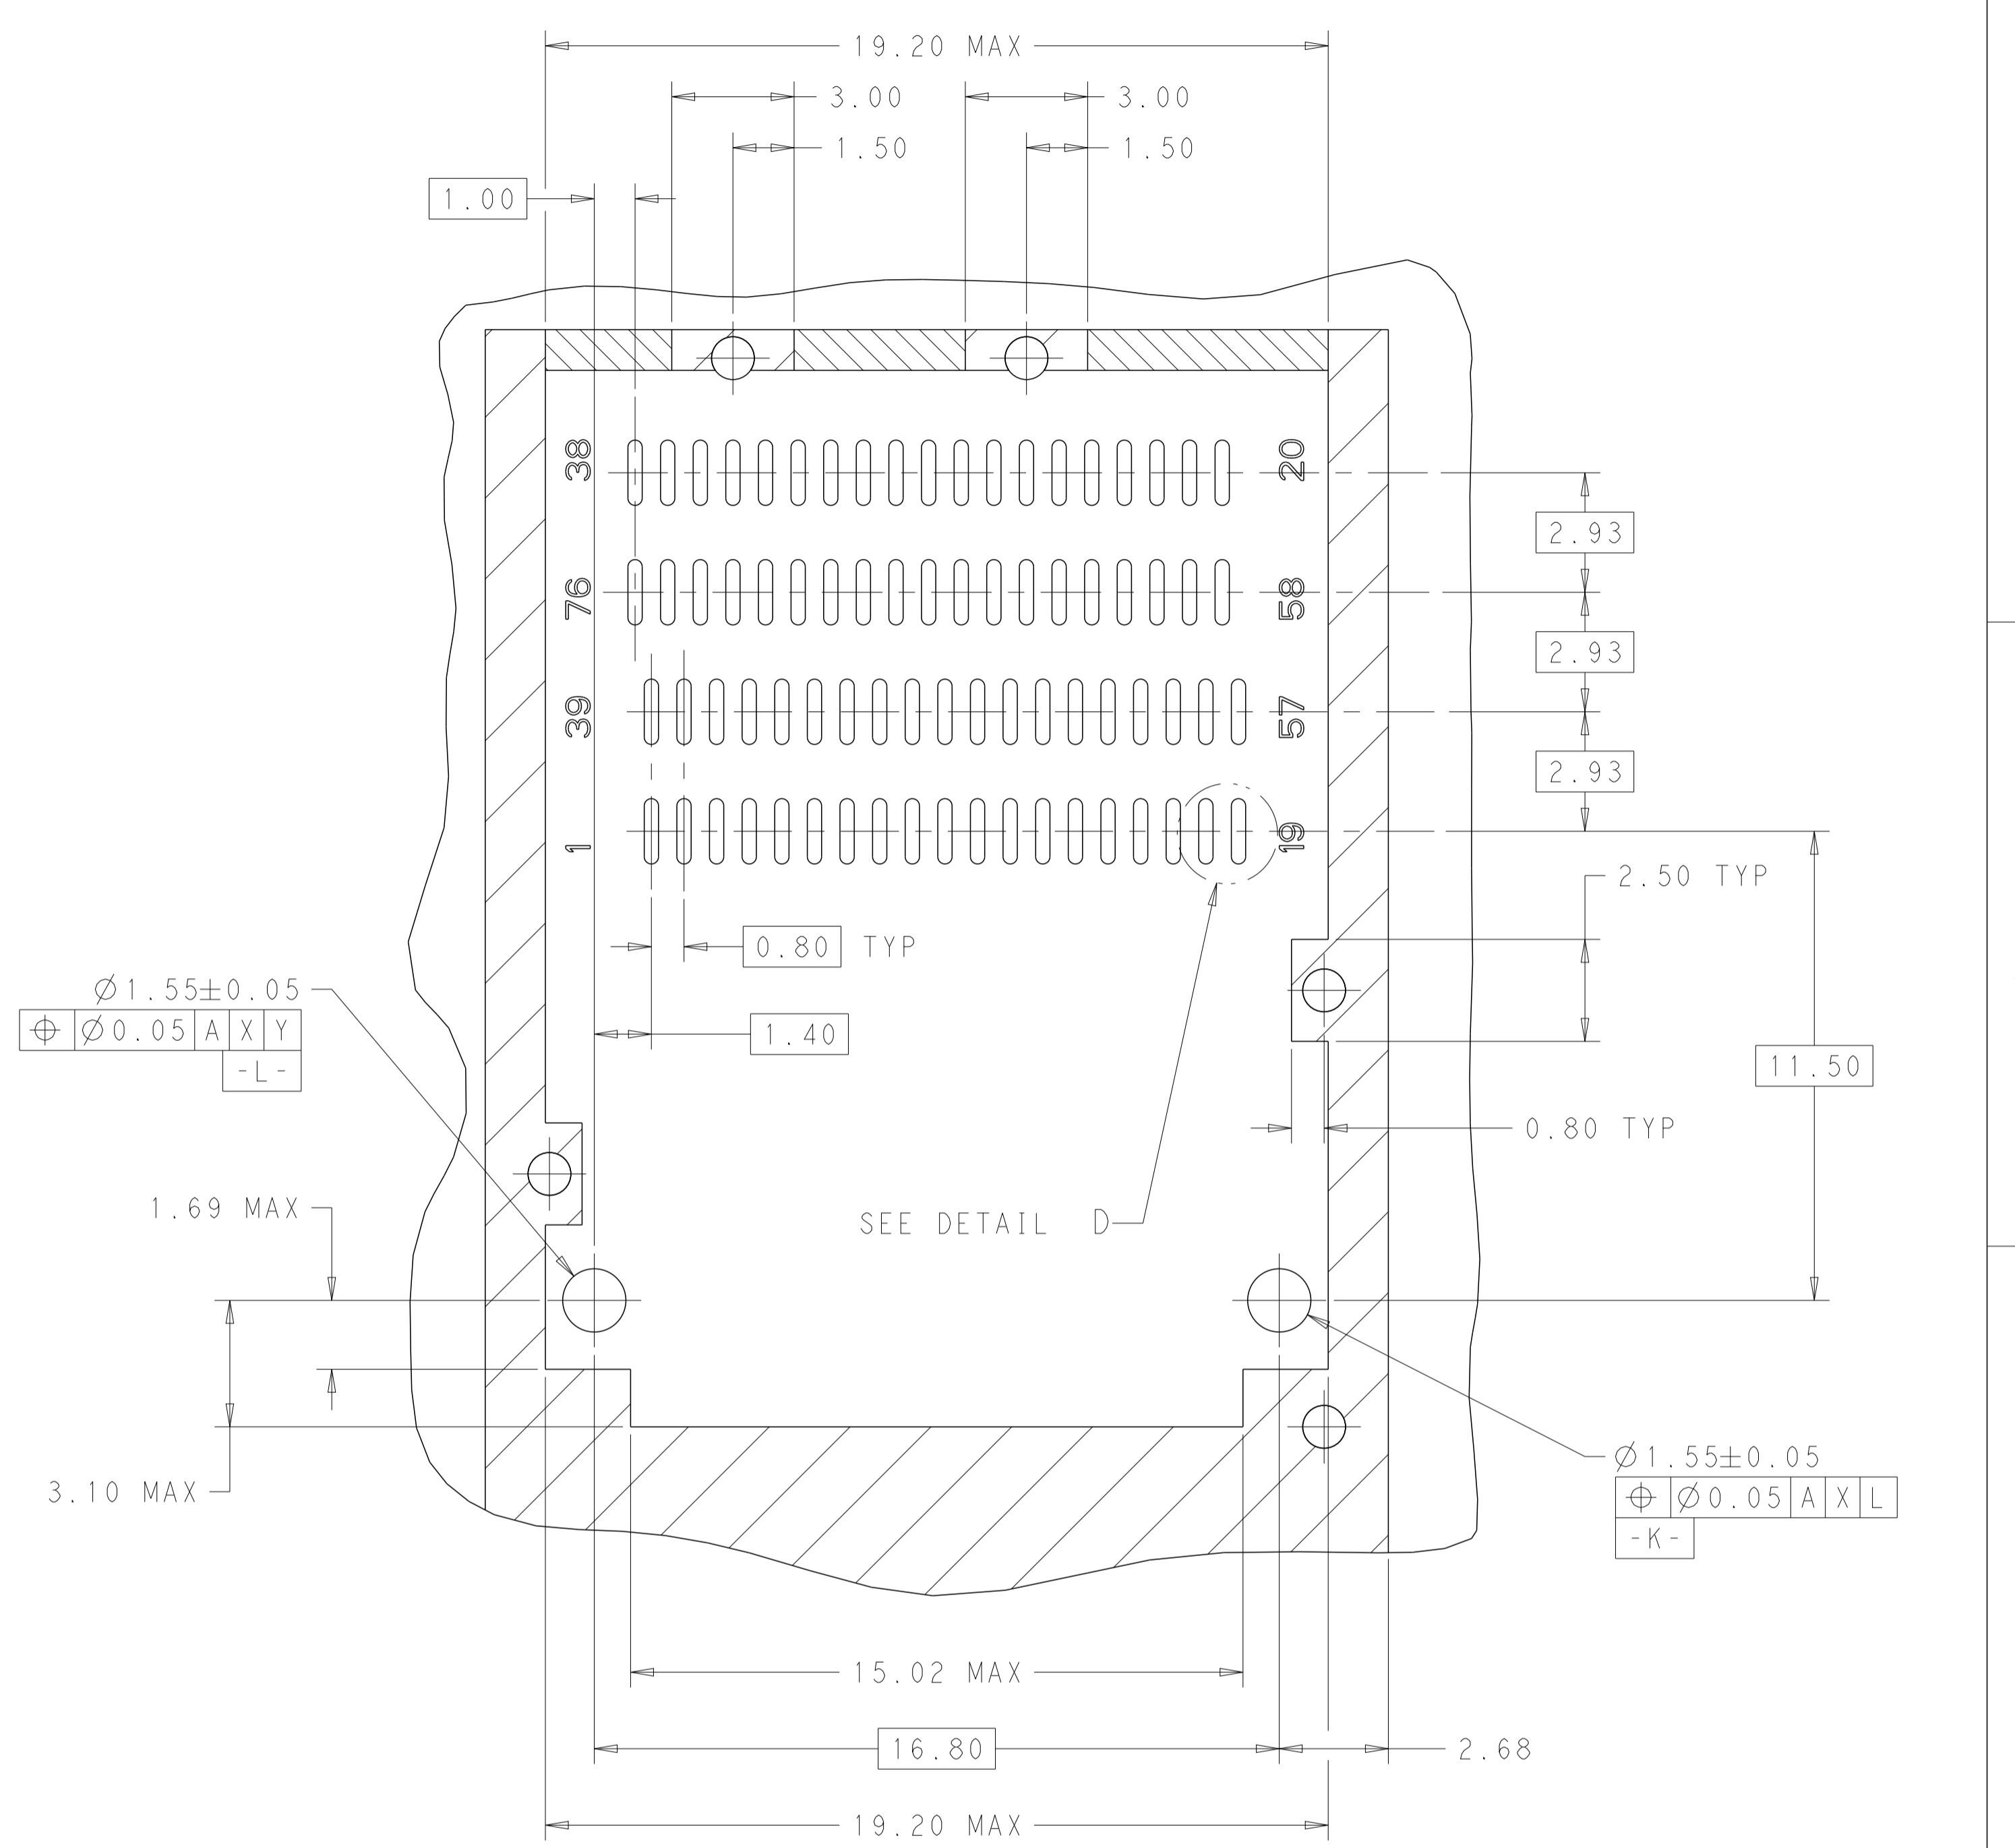 19.20 MAX
3.00 3.00
1.50 1.50
1.00
38 20
2.93
76 58
2.93
39 57
2.93
1 19
2.50 TYP
0.80 TYP
Ø1.55±0.05
⌖ Ø0.05 A X Y
-L-
1.40
11.50
0.80 TYP
1.69 MAX
SEE DETAIL D
Ø1.55±0.05
⌖ Ø0.05 A X L
-K-
3.10 MAX
15.02 MAX
16.80 2.68
19.20 MAX